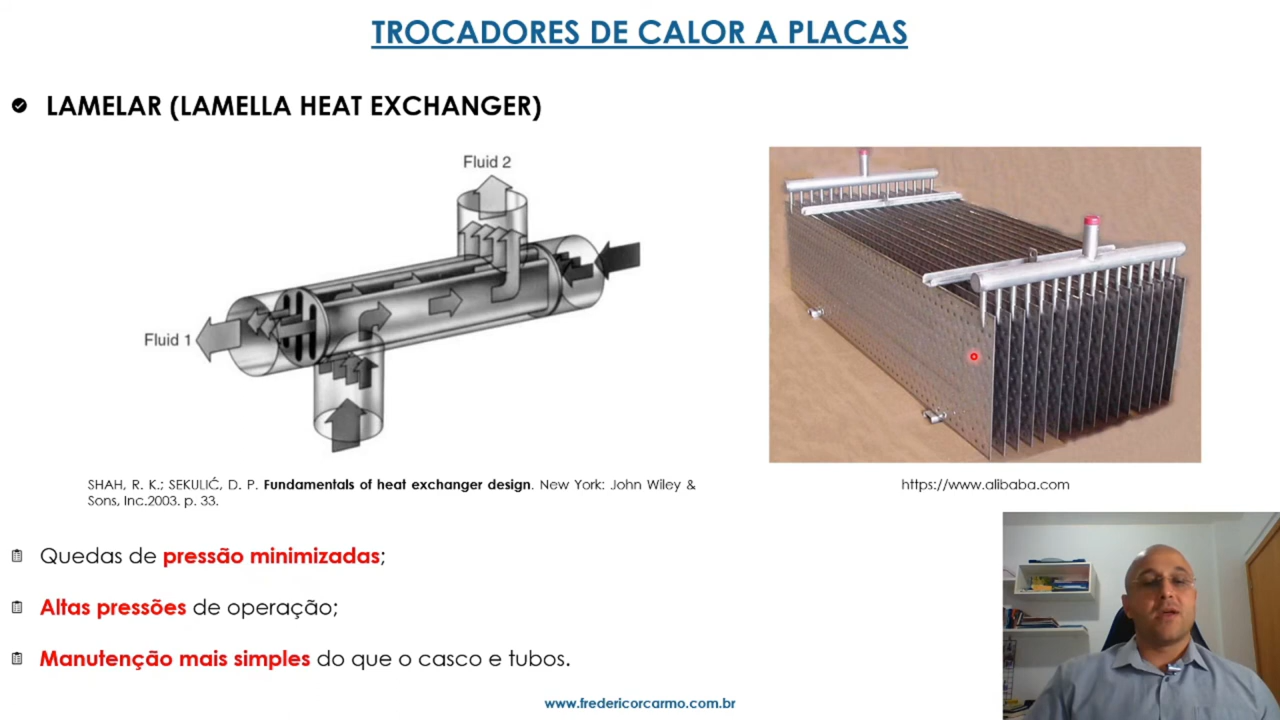 TROCADORES DE CALOR A PLACAS
LAMELAR (LAMELLA HEAT EXCHANGER)
Fluid 2
Fluid 1
SHAH, R. K.; SEKULIĆ, D. P. Fundamentals of heat exchanger design. New York: John Wiley &
Sons, Inc.2003. p. 33.
https://www.alibaba.com
Quedas de pressão minimizadas;
Altas pressões de operação;
Manutenção mais simples do que o casco e tubos.
www.fredericorcarmo.com.br